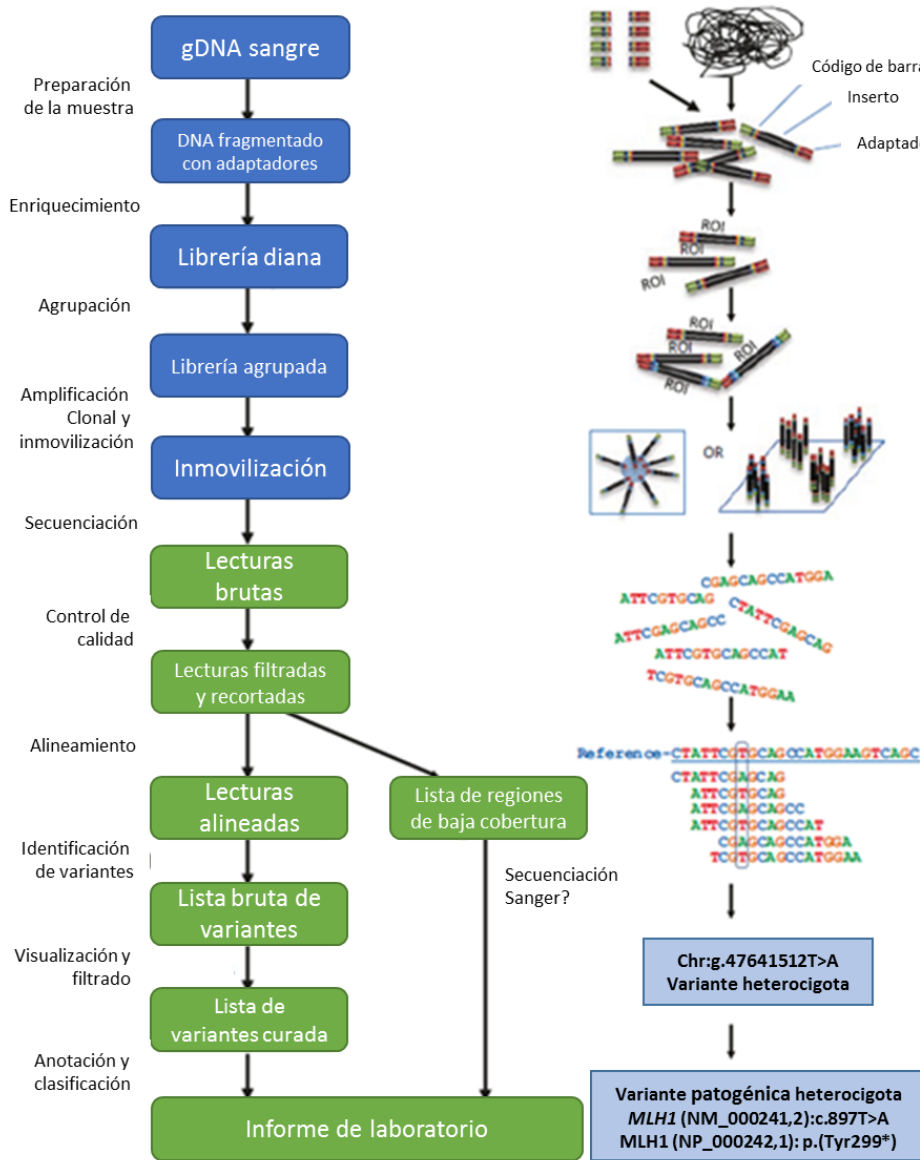 gDNA sangre
Preparación
de la muestra
DNA fragmentado
con adaptadores
Enriquecimiento
Librería diana
Agrupación
Librería agrupada
Amplificación
Clonal y
inmovilización
Inmovilización
Secuenciación
Lecturas
brutas
Control de
calidad
Lecturas filtradas
y recortadas
Alineamiento
Lecturas
alineadas
Lista de regiones
de baja cobertura
Identificación
de variantes
Secuenciación
Sanger?
Lista bruta de
variantes
Visualización y
filtrado
Lista de
variantes curada
Anotación y
clasificación
Informe de laboratorio
Código de barra
Inserto
Adaptado
ROI
ROI
ROI
ROI
ROI
ROI
ROI
OR
CGAGCAGCCATGGA
ATTCGTGCAG
CTATTCGAGCAG
ATTCGAGCAGCC
ATTCGTGCAGCCAT
TCGTGCAGCCATGGAA
Reference-CTATTCGTGCAGCCATGGAAGTCAGC
CTATTCGAGCAG
ATTCGTGCAG
ATTCGAGCAGCC
ATTCGTGCAGCCAT
CGAGCAGCCATGGA
TCGTGCAGCCATGGAA
Chr:g.47641512T>A
Variante heterocigota
Variante patogénica heterocigota
MLH1 (NM_000241,2):c.897T>A
MLH1 (NP_000242,1): p.(Tyr299*)